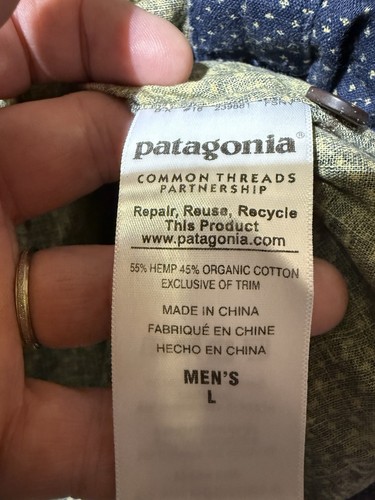 patagonia®
COMMON THREADS
PARTNERSHIP
Repair, Reuse, Recycle
This Product
www.patagonia.com
55% HEMP 45% ORGANIC COTTON
EXCLUSIVE OF TRIM
MADE IN CHINA
FABRIQUÉ EN CHINE
HECHO EN CHINA
MEN'S
L